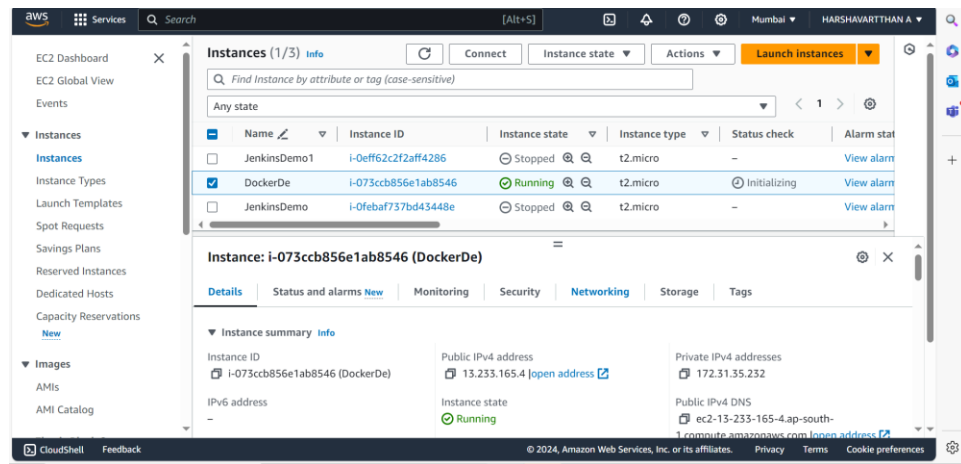 aws Services Search [Alt+S] Mumbai ▼ HARSHAVARTTHAN A ▼
EC2 Dashboard
EC2 Global View
Events
▼ Instances
Instances
Instance Types
Launch Templates
Spot Requests
Savings Plans
Reserved Instances
Dedicated Hosts
Capacity Reservations
New
▼ Images
AMIs
AMI Catalog
Instances (1/3) Info Connect Instance state ▼ Actions ▼ Launch instances ▼
Find Instance by attribute or tag (case-sensitive)
Any state ▼ < 1 >
Name Instance ID Instance state Instance type Status check Alarm stat
JenkinsDemo1 i-0eff62c2f2aff4286 Stopped t2.micro – View alarm
DockerDe i-073ccb856e1ab8546 Running t2.micro Initializing View alarm
JenkinsDemo i-0febaf737bd43448e Stopped t2.micro – View alarm
Instance: i-073ccb856e1ab8546 (DockerDe)
Details Status and alarms New Monitoring Security Networking Storage Tags
▼ Instance summary Info
Instance ID
i-073ccb856e1ab8546 (DockerDe)
Public IPv4 address
13.233.165.4 |open address
Private IPv4 addresses
172.31.35.232
IPv6 address
–
Instance state
Running
Public IPv4 DNS
ec2-13-233-165-4.ap-south-
1.compute.amazonaws.com |open address
CloudShell Feedback © 2024, Amazon Web Services, Inc. or its affiliates. Privacy Terms Cookie preferences